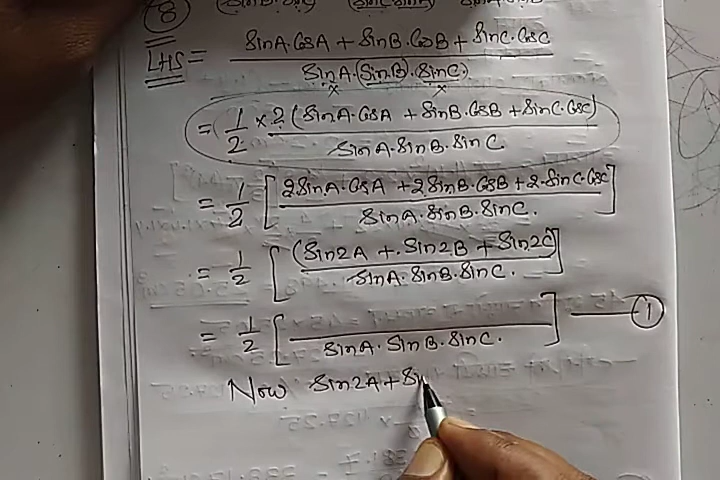 8
LHS = SinA.CosA + SinB.CosB + SinC.CosC
SinA.(SinB).SinC.
= 1/2 × 2 (SinA.CosA + SinB.CosB + SinC.CosC)
SinA.SinB.SinC
= 1/2 [ 2SinA.CosA + 2SinB.CosB + 2.SinC.CosC ]
SinA.SinB.SinC.
= 1/2 [ (Sin2A +.Sin2B + Sin2C) ]
SinA.SinB.SinC.
= 1/2 [ ] 1
SinA.SinB.SinC.
Now Sin2A + Si